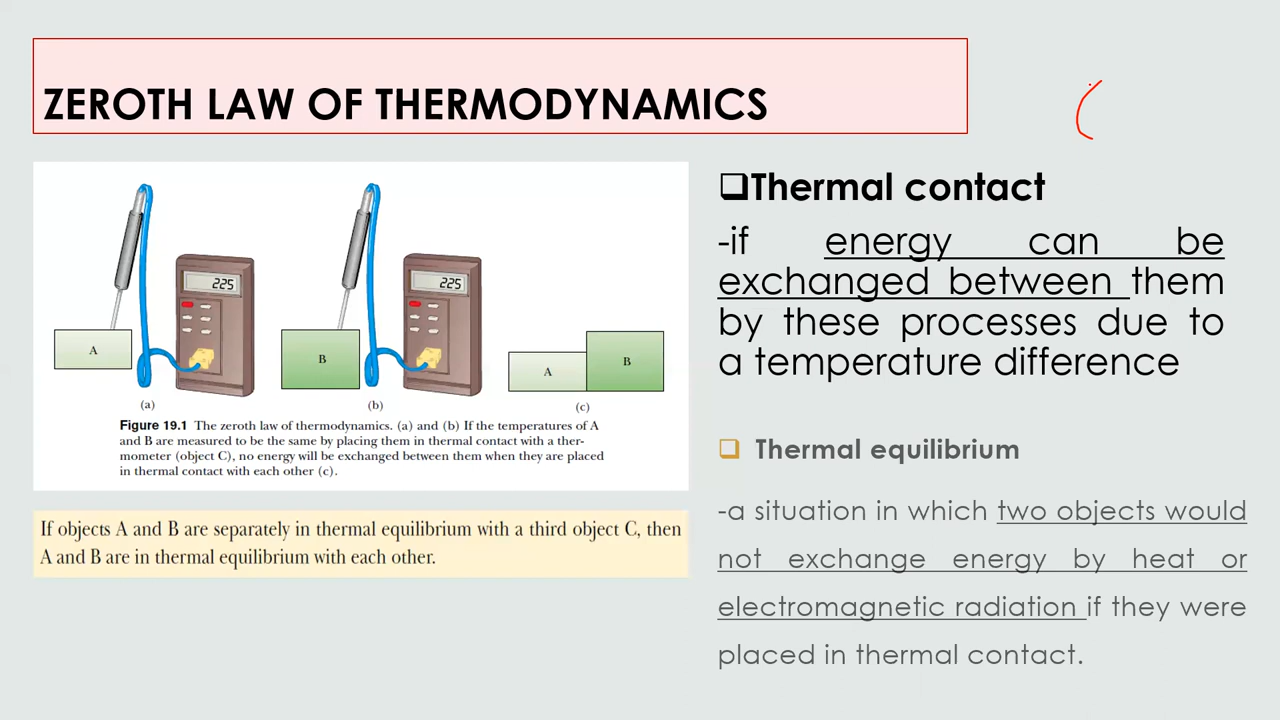 ZEROTH LAW OF THERMODYNAMICS
225
225
A
B
A
B
(a)
(b)
(c)
Figure 19.1 The zeroth law of thermodynamics. (a) and (b) If the temperatures of A
and B are measured to be the same by placing them in thermal contact with a ther-
mometer (object C), no energy will be exchanged between them when they are placed
in thermal contact with each other (c).
If objects A and B are separately in thermal equilibrium with a third object C, then
A and B are in thermal equilibrium with each other.
❑Thermal contact
-if energy can be
exchanged between them
by these processes due to
a temperature difference
❑ Thermal equilibrium
-a situation in which two objects would
not exchange energy by heat or
electromagnetic radiation if they were
placed in thermal contact.